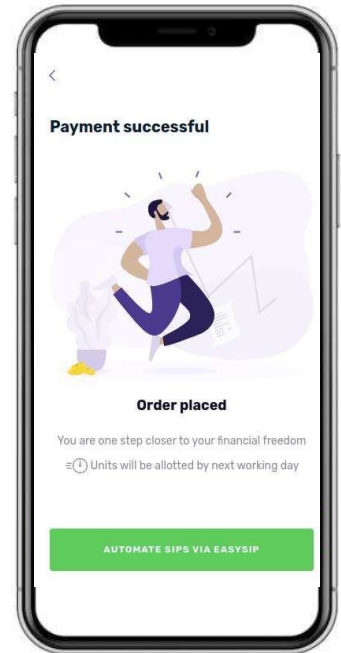 Payment successful
Order placed
You are one step closer to your financial freedom
Units will be allotted by next working day
AUTOMATE SIPS VIA EASYSIP